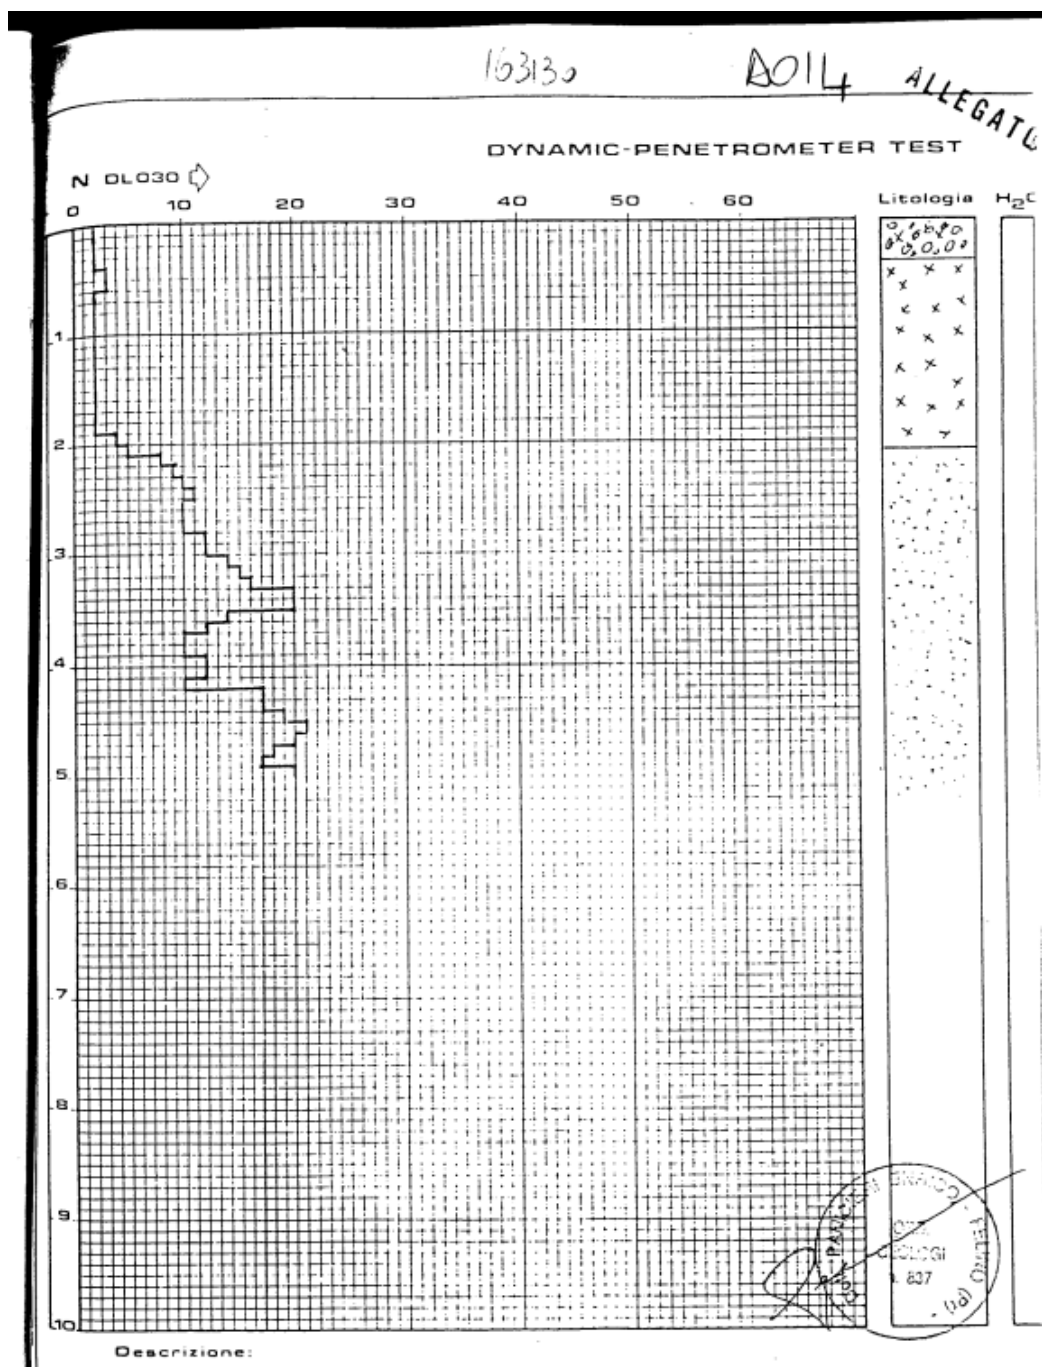 163130 DO14 ALLEGATO
DYNAMIC-PENETROMETER TEST
N DL030
0 10 20 30 40 50 60
Litologia H2O
.1
.2
.3
.4
.5
.6
.7
.8
.9
.10
GEOLOGI
837
Descrizione: